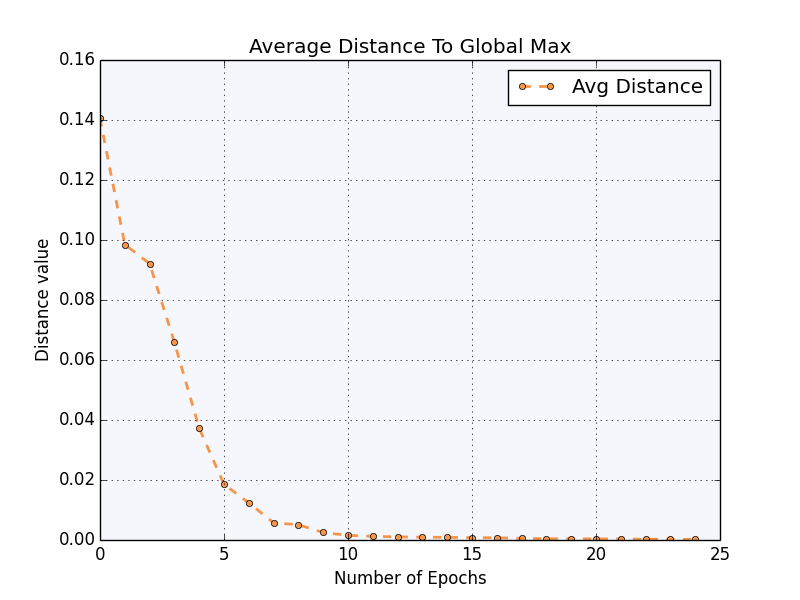 Average Distance To Global Max
Avg Distance
Distance value
0.16
0.14
0.12
0.10
0.08
0.06
0.04
0.02
0.00
0 5 10 15 20 25
Number of Epochs